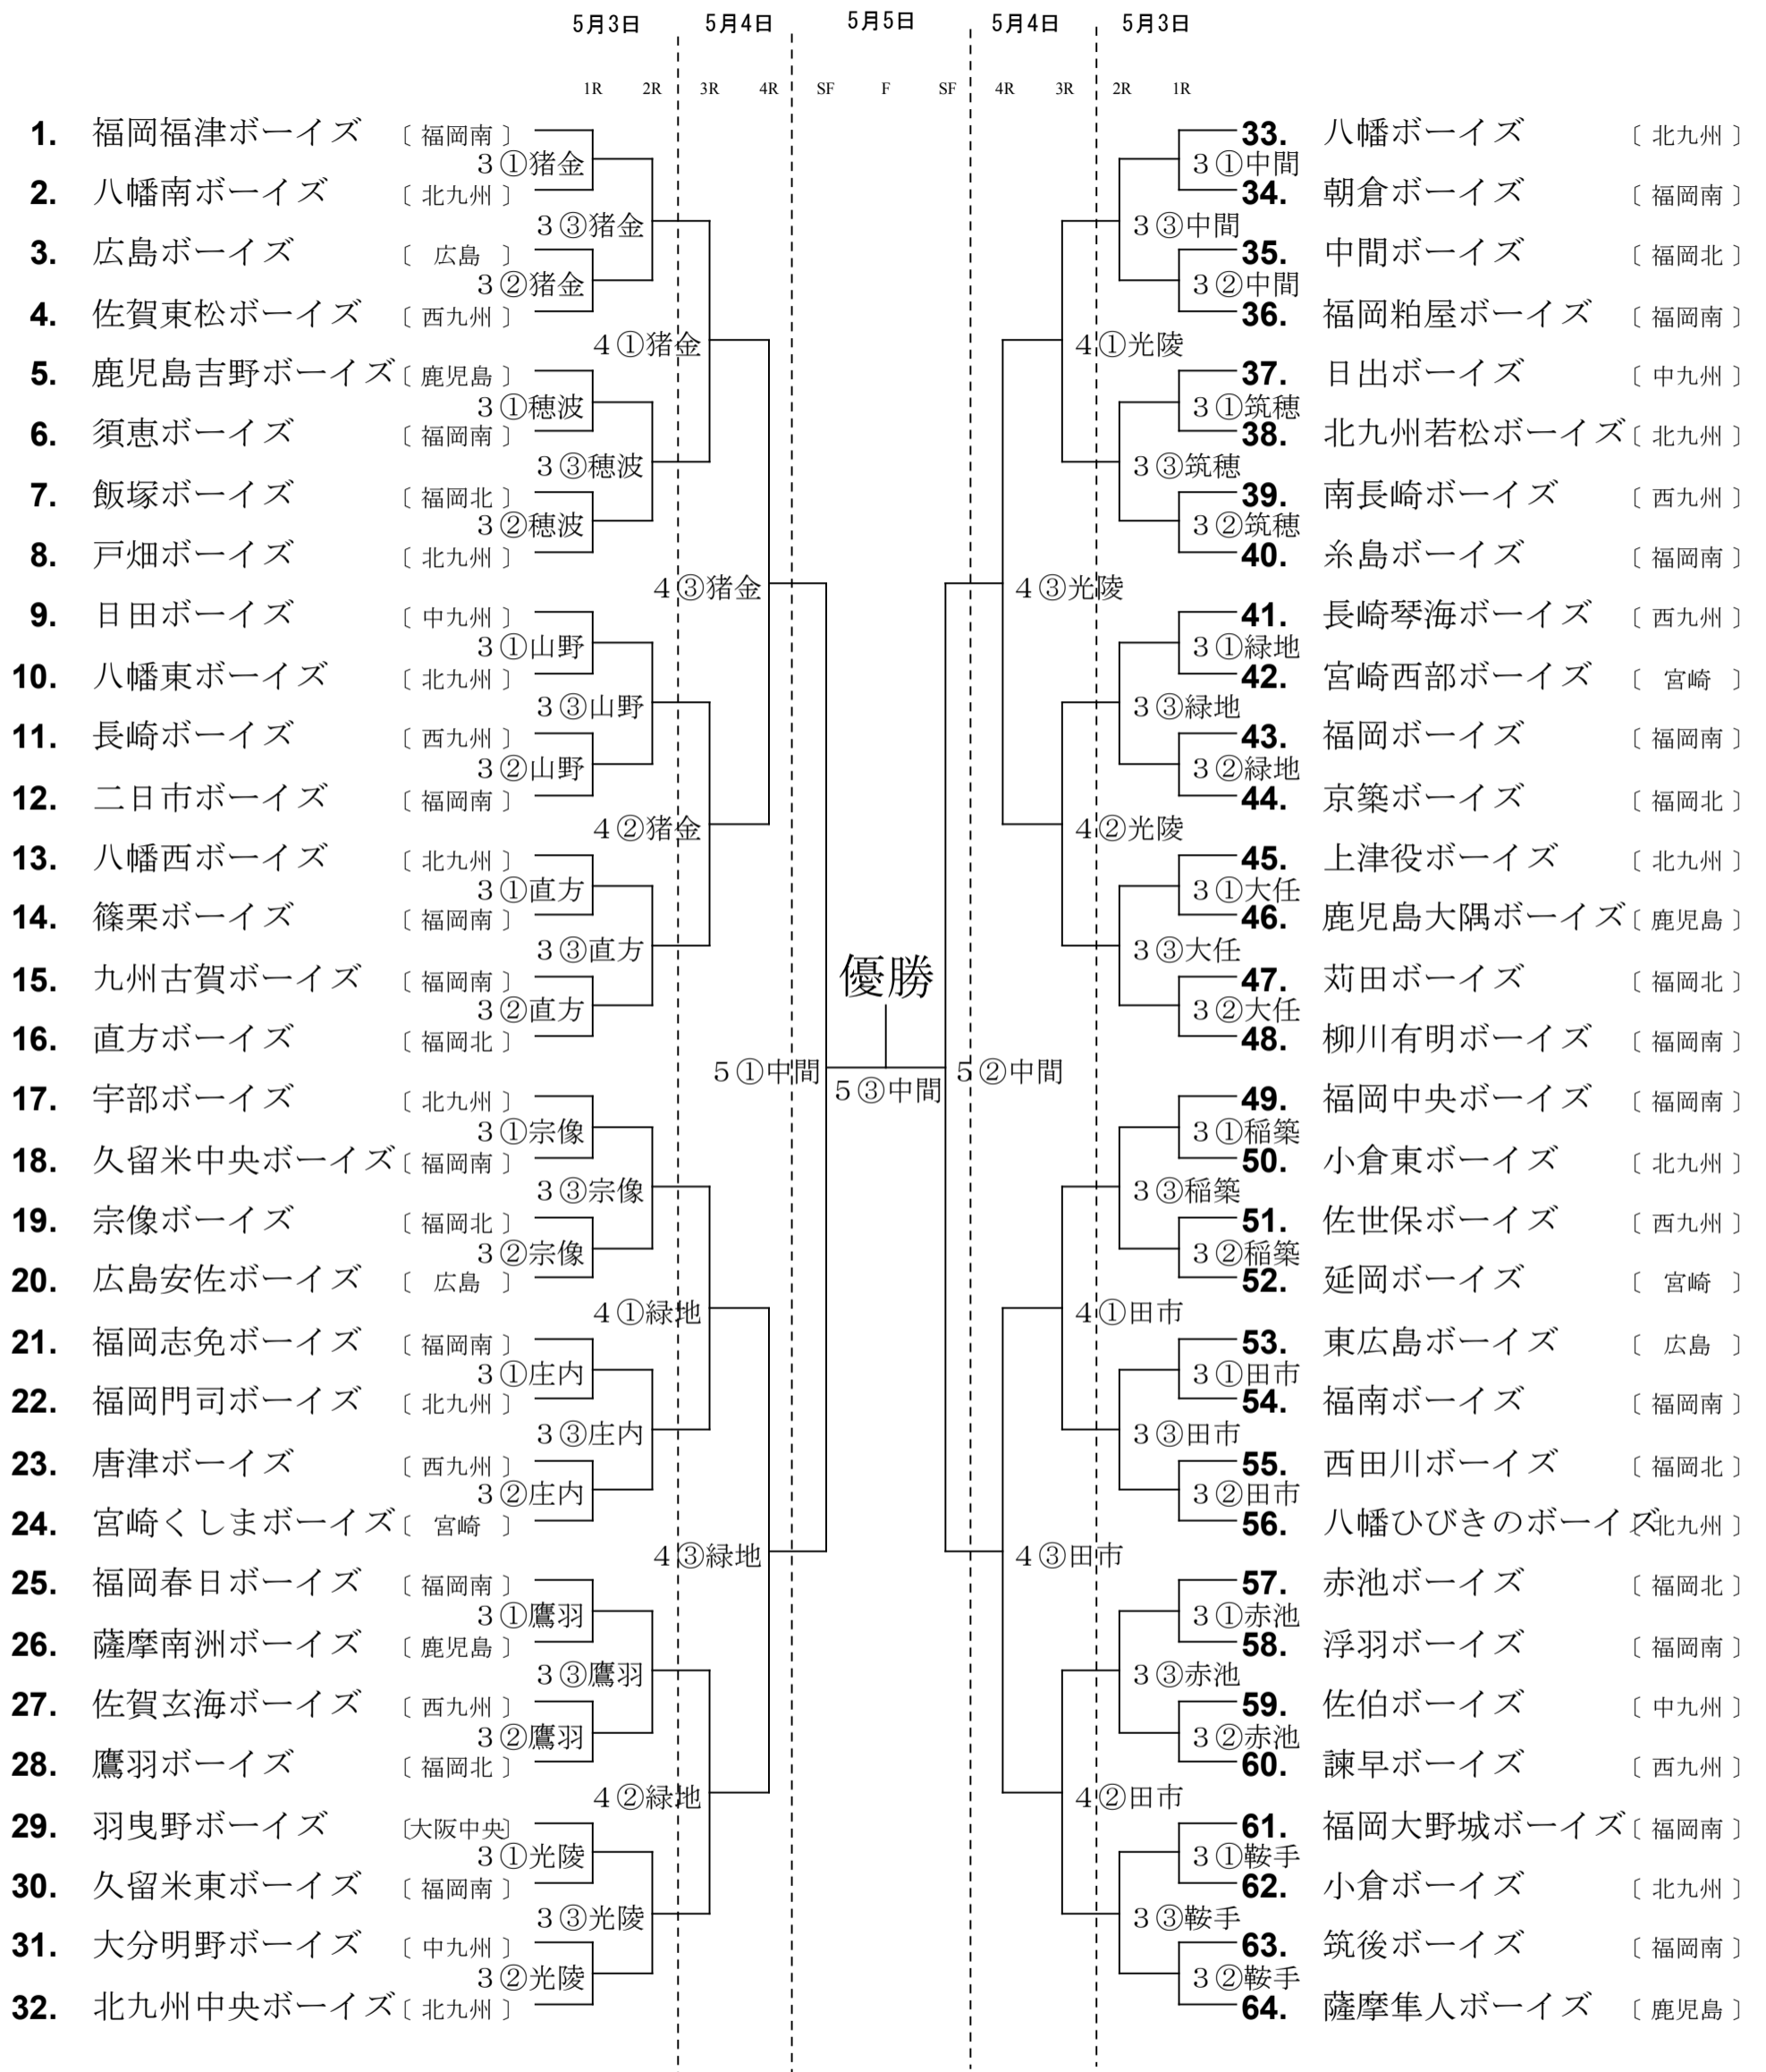 5月3日 5月4日 5月5日 5月4日 5月3日
1R 2R 3R 4R SF F SF 4R 3R 2R 1R
1. 福岡福津ボーイズ 〔 福岡南 〕 33. 八幡ボーイズ 〔 北九州 〕
3①猪金 3①中間
2. 八幡南ボーイズ 〔 北九州 〕 34. 朝倉ボーイズ 〔 福岡南 〕
3③猪金 3③中間
3. 広島ボーイズ 〔 広島 〕 35. 中間ボーイズ 〔 福岡北 〕
3②猪金 3②中間
4. 佐賀東松ボーイズ 〔 西九州 〕 36. 福岡粕屋ボーイズ 〔 福岡南 〕
4①猪金 4①光陵
5. 鹿児島吉野ボーイズ 〔 鹿児島 〕 37. 日出ボーイズ 〔 中九州 〕
3①穂波 3①筑穂
6. 須恵ボーイズ 〔 福岡南 〕 38. 北九州若松ボーイズ 〔 北九州 〕
3③穂波 3③筑穂
7. 飯塚ボーイズ 〔 福岡北 〕 39. 南長崎ボーイズ 〔 西九州 〕
3②穂波 3②筑穂
8. 戸畑ボーイズ 〔 北九州 〕 40. 糸島ボーイズ 〔 福岡南 〕
4③猪金 4③光陵
9. 日田ボーイズ 〔 中九州 〕 41. 長崎琴海ボーイズ 〔 西九州 〕
3①山野 3①緑地
10. 八幡東ボーイズ 〔 北九州 〕 42. 宮崎西部ボーイズ 〔 宮崎 〕
3③山野 3③緑地
11. 長崎ボーイズ 〔 西九州 〕 43. 福岡ボーイズ 〔 福岡南 〕
3②山野 3②緑地
12. 二日市ボーイズ 〔 福岡南 〕 44. 京築ボーイズ 〔 福岡北 〕
4②猪金 4②光陵
13. 八幡西ボーイズ 〔 北九州 〕 45. 上津役ボーイズ 〔 北九州 〕
3①直方 3①大任
14. 篠栗ボーイズ 〔 福岡南 〕 46. 鹿児島大隅ボーイズ 〔 鹿児島 〕
3③直方 3③大任
優勝
15. 九州古賀ボーイズ 〔 福岡南 〕 47. 苅田ボーイズ 〔 福岡北 〕
3②直方 3②大任
16. 直方ボーイズ 〔 福岡北 〕 48. 柳川有明ボーイズ 〔 福岡南 〕
5①中間 5③中間 5②中間
17. 宇部ボーイズ 〔 北九州 〕 49. 福岡中央ボーイズ 〔 福岡南 〕
3①宗像 3①稲築
18. 久留米中央ボーイズ 〔 福岡南 〕 50. 小倉東ボーイズ 〔 北九州 〕
3③宗像 3③稲築
19. 宗像ボーイズ 〔 福岡北 〕 51. 佐世保ボーイズ 〔 西九州 〕
3②宗像 3②稲築
20. 広島安佐ボーイズ 〔 広島 〕 52. 延岡ボーイズ 〔 宮崎 〕
4①緑地 4①田市
21. 福岡志免ボーイズ 〔 福岡南 〕 53. 東広島ボーイズ 〔 広島 〕
3①庄内 3①田市
22. 福岡門司ボーイズ 〔 北九州 〕 54. 福南ボーイズ 〔 福岡南 〕
3③庄内 3③田市
23. 唐津ボーイズ 〔 西九州 〕 55. 西田川ボーイズ 〔 福岡北 〕
3②庄内 3②田市
24. 宮崎くしまボーイズ 〔 宮崎 〕 56. 八幡ひびきのボーイズ 〔 北九州 〕
4③緑地 4③田市
25. 福岡春日ボーイズ 〔 福岡南 〕 57. 赤池ボーイズ 〔 福岡北 〕
3①鷹羽 3①赤池
26. 薩摩南洲ボーイズ 〔 鹿児島 〕 58. 浮羽ボーイズ 〔 福岡南 〕
3③鷹羽 3③赤池
27. 佐賀玄海ボーイズ 〔 西九州 〕 59. 佐伯ボーイズ 〔 中九州 〕
3②鷹羽 3②赤池
28. 鷹羽ボーイズ 〔 福岡北 〕 60. 諫早ボーイズ 〔 西九州 〕
4②緑地 4②田市
29. 羽曳野ボーイズ 〔大阪中央〕 61. 福岡大野城ボーイズ 〔 福岡南 〕
3①光陵 3①鞍手
30. 久留米東ボーイズ 〔 福岡南 〕 62. 小倉ボーイズ 〔 北九州 〕
3③光陵 3③鞍手
31. 大分明野ボーイズ 〔 中九州 〕 63. 筑後ボーイズ 〔 福岡南 〕
3②光陵 3②鞍手
32. 北九州中央ボーイズ 〔 北九州 〕 64. 薩摩隼人ボーイズ 〔 鹿児島 〕